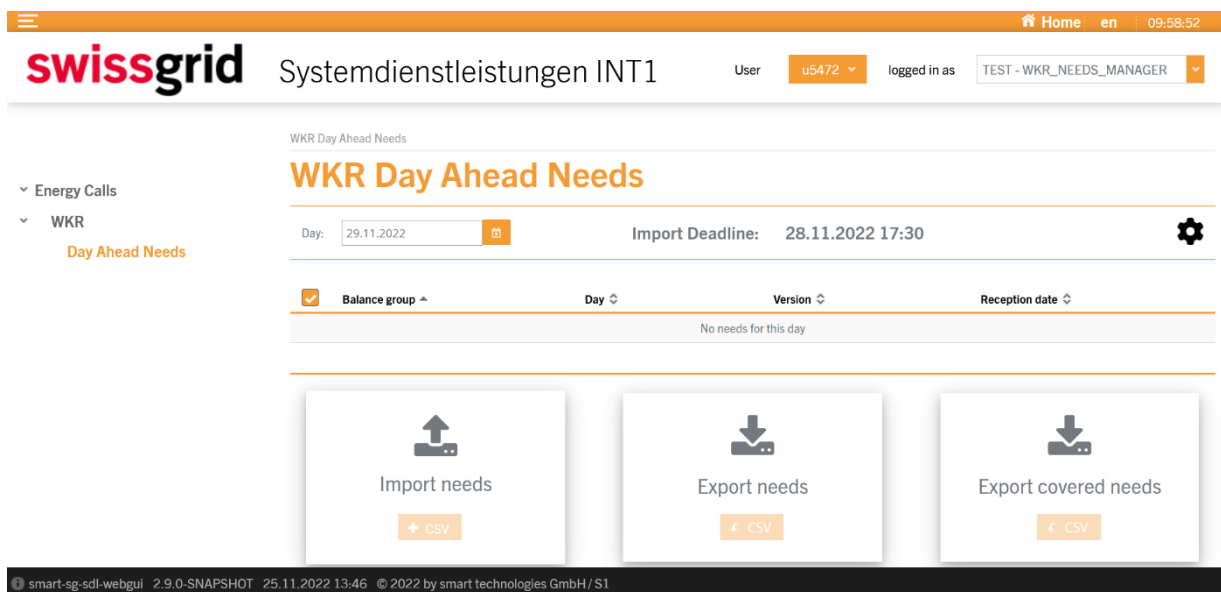 Home en 09:58:52
swissgrid Systemdienstleistungen INT1 User u5472 logged in as TEST - WKR_NEEDS_MANAGER
WKR Day Ahead Needs
WKR Day Ahead Needs
Energy Calls
WKR
Day Ahead Needs
Day: 29.11.2022 Import Deadline: 28.11.2022 17:30
Balance group Day Version Reception date
No needs for this day
Import needs Export needs Export covered needs
CSV CSV CSV
smart-sg-sdl-webgui 2.9.0-SNAPSHOT 25.11.2022 13:46 © 2022 by smart technologies GmbH / S1